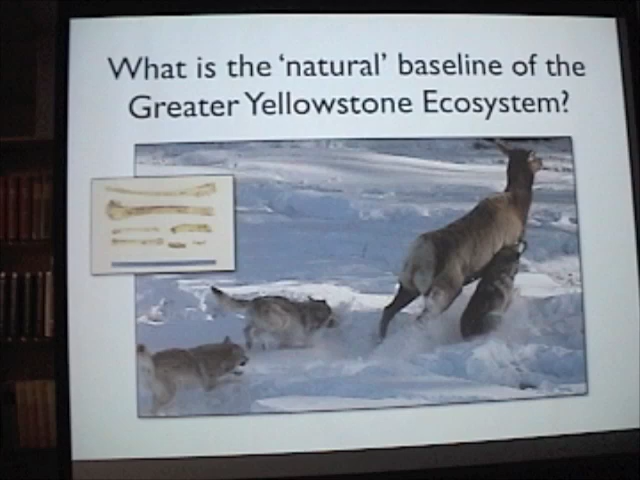 What is the ‘natural’ baseline of the
Greater Yellowstone Ecosystem?